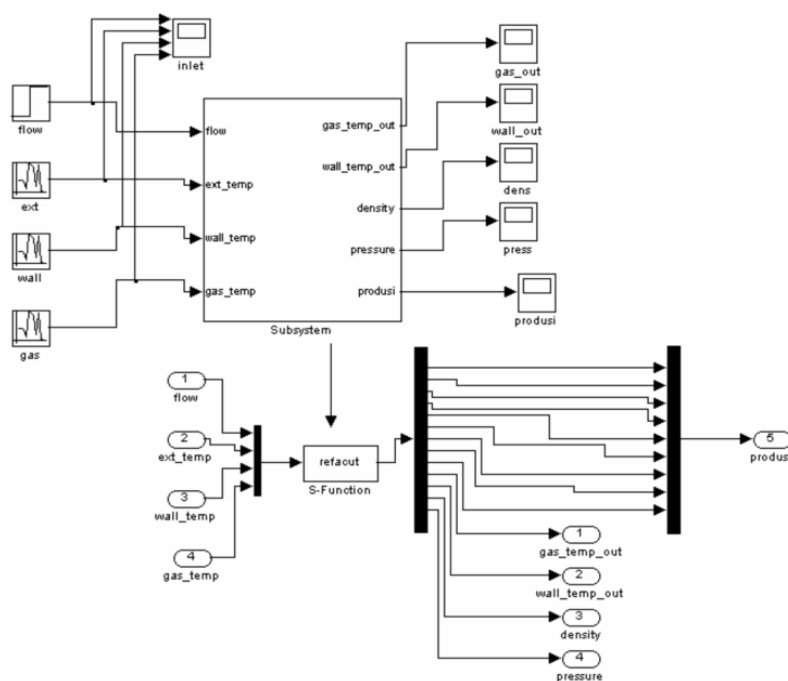 inlet
gas_out
flow
flow
gas_temp_out
wall_out
wall_temp_out
ext
ext_temp
density
dens
wall
wall_temp
pressure
press
gas
gas_temp
produsi
produsi
Subsystem
1
flow
2
ext_temp
3
wall_temp
4
gas_temp
refacut
S-Function
5
produsi
1
gas_temp_out
2
wall_temp_out
3
density
4
pressure